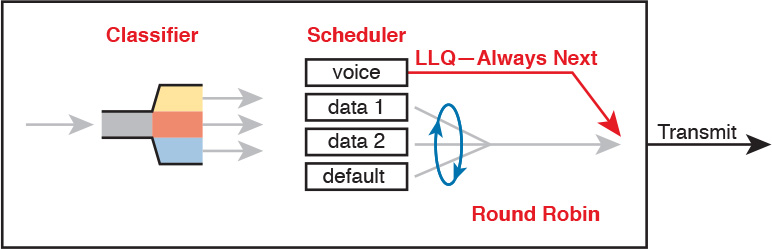 Classifier
Scheduler
LLQ—Always Next
voice
data 1
data 2
default
Transmit
Round Robin